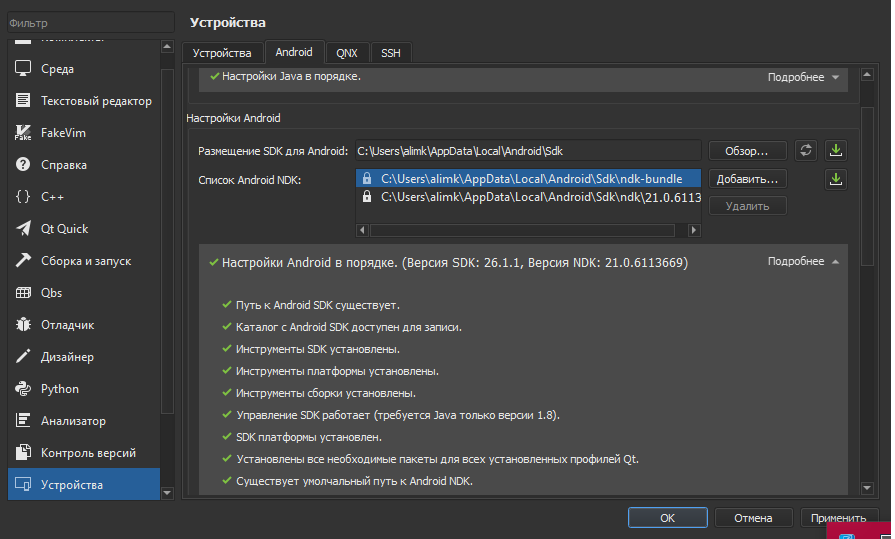 Фильтр
Устройства
Среда
Текстовый редактор
FakeVim
Справка
C++
Qt Quick
Сборка и запуск
Qbs
Отладчик
Дизайнер
Python
Анализатор
Контроль версий
Устройства
Устройства
Android
QNX
SSH
Настройки Java в порядке.
Подробнее
Настройки Android
Размещение SDK для Android:
C:\Users\alimk\AppData\Local\Android\Sdk
Обзор...
Список Android NDK:
C:\Users\alimk\AppData\Local\Android\Sdk\ndk-bundle
C:\Users\alimk\AppData\Local\Android\Sdk\ndk\21.0.6113
Добавить...
Удалить
Настройки Android в порядке. (Версия SDK: 26.1.1, Версия NDK: 21.0.6113669)
Подробнее
Путь к Android SDK существует.
Каталог с Android SDK доступен для записи.
Инструменты SDK установлены.
Инструменты платформы установлены.
Инструменты сборки установлены.
Управление SDK работает (требуется Java только версии 1.8).
SDK платформы установлен.
Установлены все необходимые пакеты для всех установленных профилей Qt.
Существует умолчальный путь к Android NDK.
OK
Отмена
Применить